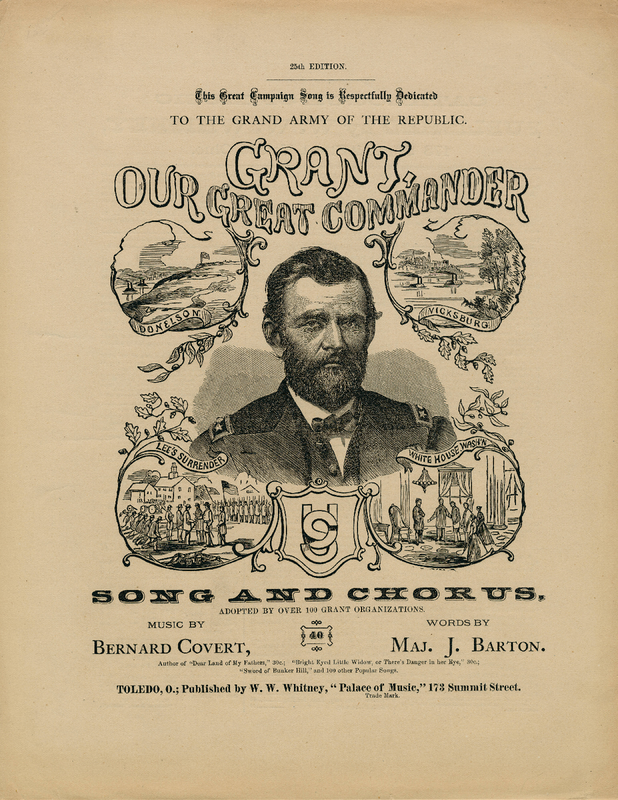 25th EDITION.
This Great Campaign Song is Respectfully Dedicated
TO THE GRAND ARMY OF THE REPUBLIC.
GRANT,
OUR GREAT COMMANDER
DONELSON
VICKSBURG
LEE'S SURRENDER
WHITE HOUSE WASH'N
USG
SONG AND CHORUS,
ADOPTED BY OVER 100 GRANT ORGANIZATIONS.
MUSIC BY
BERNARD COVERT,
40
WORDS BY
MAJ. J. BARTON.
Author of "Dear Land of My Fathers," 30c.; "Bright Eyed Little Widow, or There's Danger in her Eye," 30c.;
"Sword of Bunker Hill," and 100 other Popular Songs.
TOLEDO, O.; Published by W. W. Whitney, "Palace of Music," 173 Summit Street.
Trade Mark.